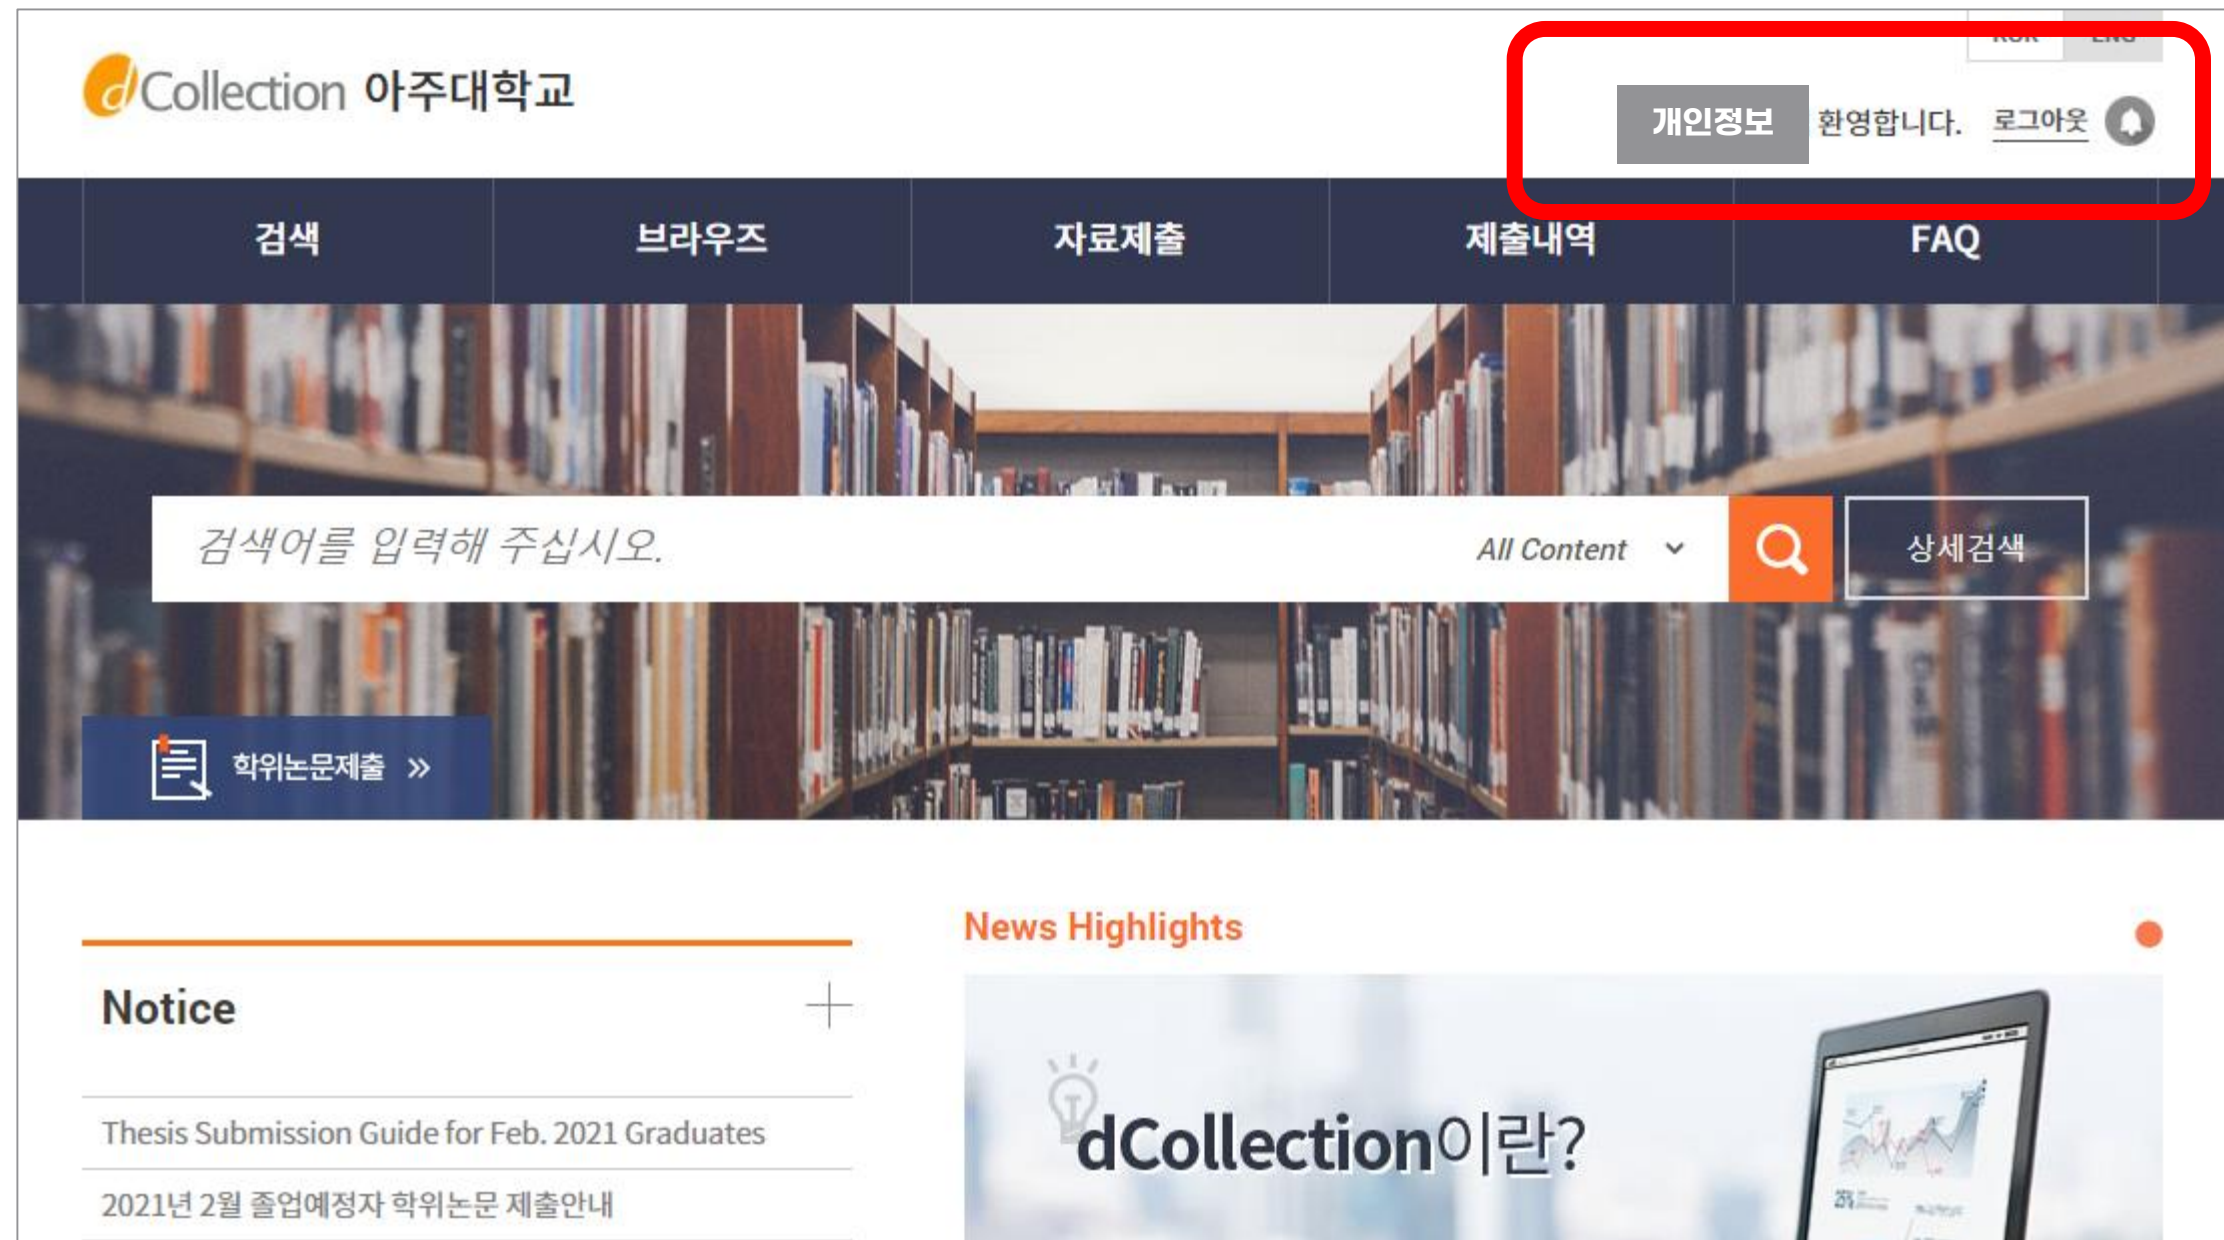 KOR ENG
dCollection 아주대학교
개인정보 환영합니다. 로그아웃
검색 브라우즈 자료제출 제출내역 FAQ
검색어를 입력해 주십시오. All Content 상세검색
학위논문제출 »
News Highlights
Notice
dCollection이란?
Thesis Submission Guide for Feb. 2021 Graduates
2021년 2월 졸업예정자 학위논문 제출안내
25%